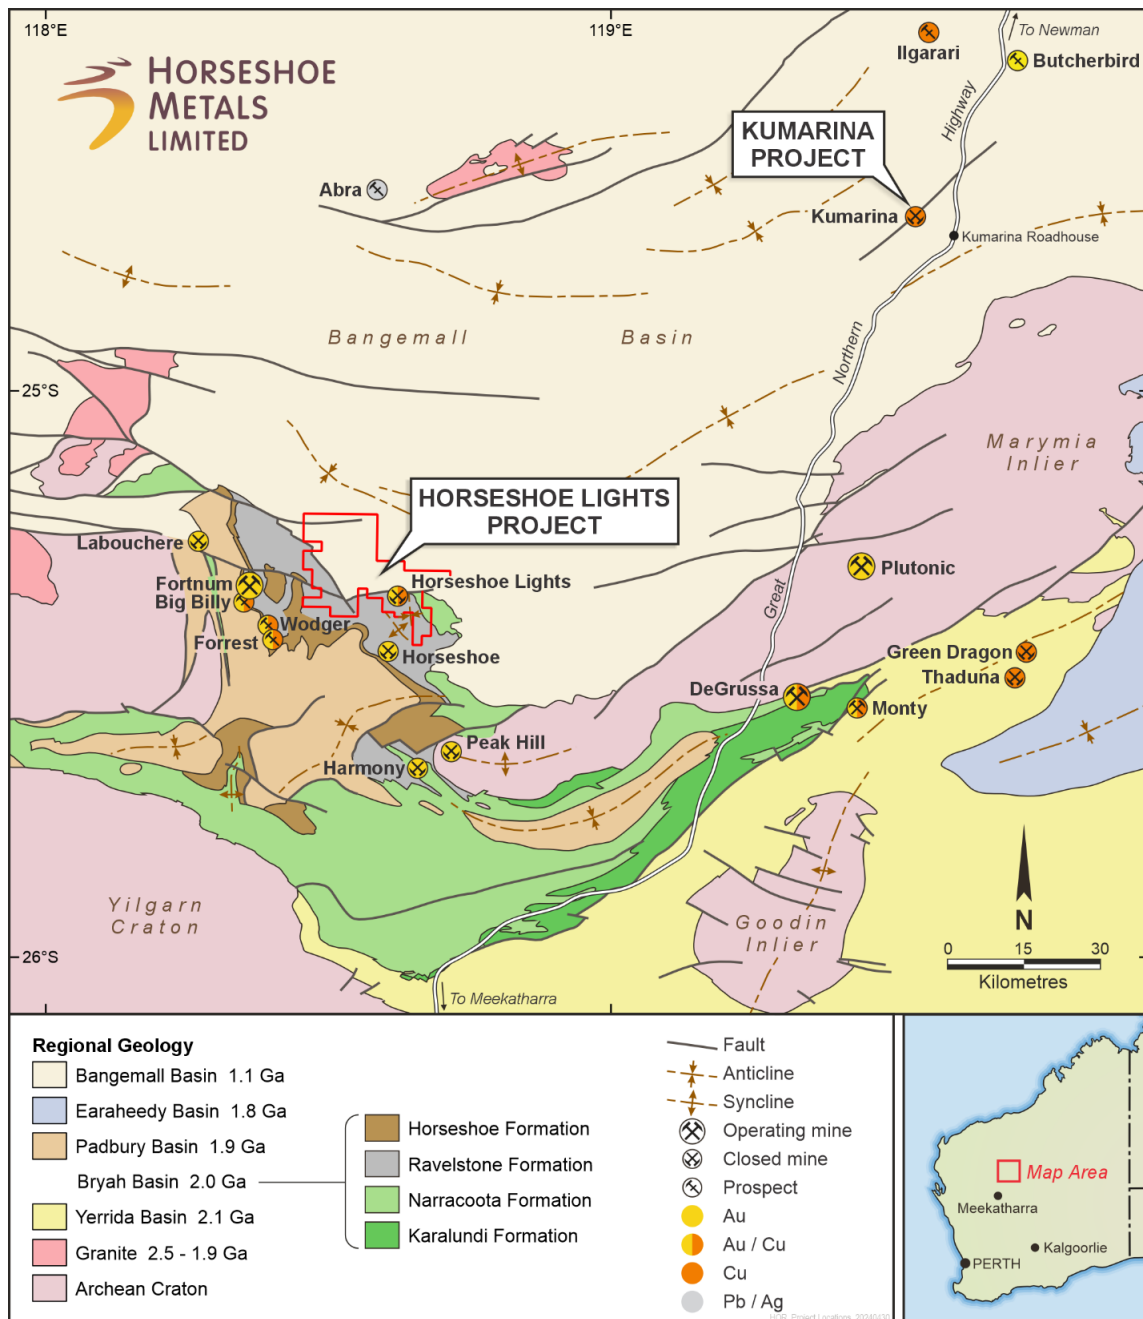 118°E
119°E
To Newman
HORSESHOE
METALS
LIMITED
Ilgarari
Butcherbird
Highway
KUMARINA
PROJECT
Abra
Kumarina
Kumarina Roadhouse
Bangemall Basin
Northern
25°S
Marymia
Inlier
HORSESHOE LIGHTS
PROJECT
Labouchere
Fortnum
Big Billy
Horseshoe Lights
Plutonic
Great
Wodger
Forrest
Horseshoe
Green Dragon
Thaduna
DeGrussa
Monty
Peak Hill
Harmony
Yilgarn
Craton
Goodin
Inlier
N
26°S
0 15 30
Kilometres
To Meekatharra
Regional Geology
Bangemall Basin 1.1 Ga
Earaheedy Basin 1.8 Ga
Padbury Basin 1.9 Ga
Bryah Basin 2.0 Ga
Yerrida Basin 2.1 Ga
Granite 2.5 - 1.9 Ga
Archean Craton
Horseshoe Formation
Ravelstone Formation
Narracoota Formation
Karalundi Formation
Fault
Anticline
Syncline
Operating mine
Closed mine
Prospect
Au
Au / Cu
Cu
Pb / Ag
HOR_Project Locations_20240430
Map Area
Meekatharra
Kalgoorlie
PERTH